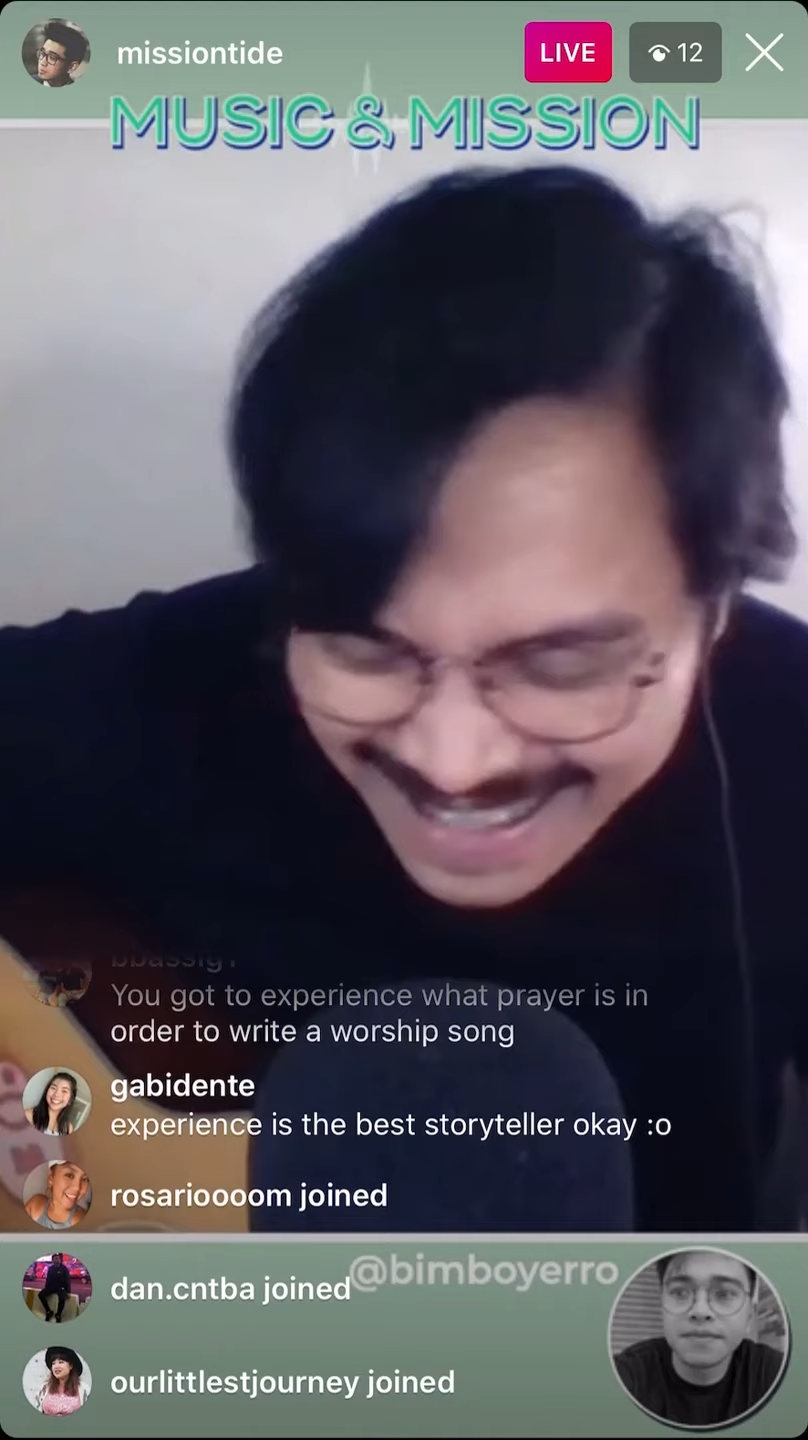 missiontide
LIVE
12
MUSIC & MISSION
You got to experience what prayer is in
order to write a worship song
gabidente
experience is the best storyteller okay :o
rosarioooom joined
@bimboyerro
dan.cntba joined
ourlittlestjourney joined